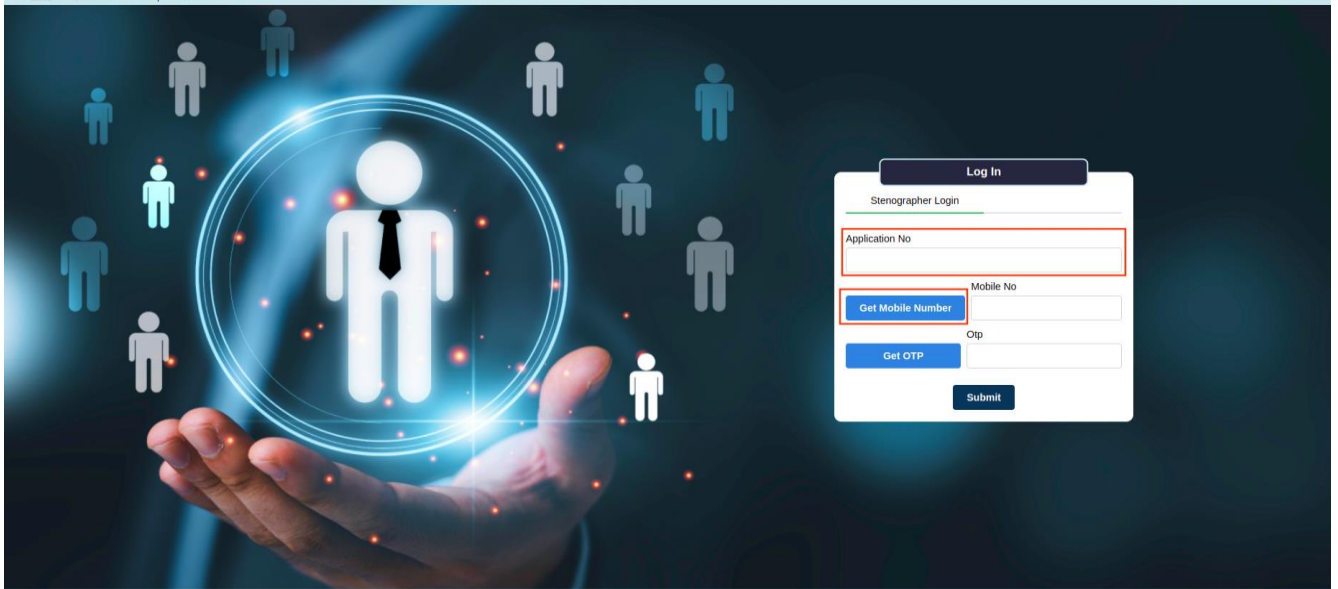 Log In
Stenographer Login
Application No
Mobile No
Get Mobile Number
Otp
Get OTP
Submit